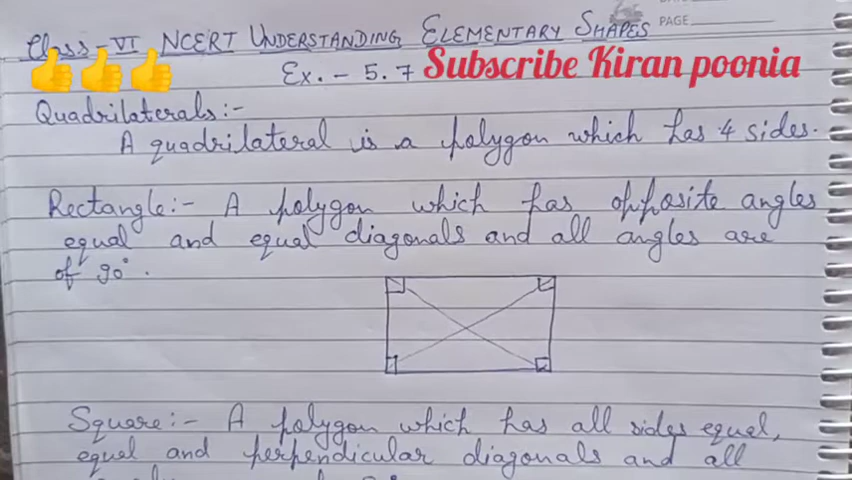 PAGE
Class-VI NCERT UNDERSTANDING ELEMENTARY SHAPES
Ex. - 5.7 Subscribe Kiran poonia
Quadrilaterals:-
A quadrilateral is a polygon which has 4 sides.
Rectangle:- A polygon which has opposite angles
equal and equal diagonals and all angles are
of 90°.
Square:- A polygon which has all sides equal,
equal and perpendicular diagonals and all